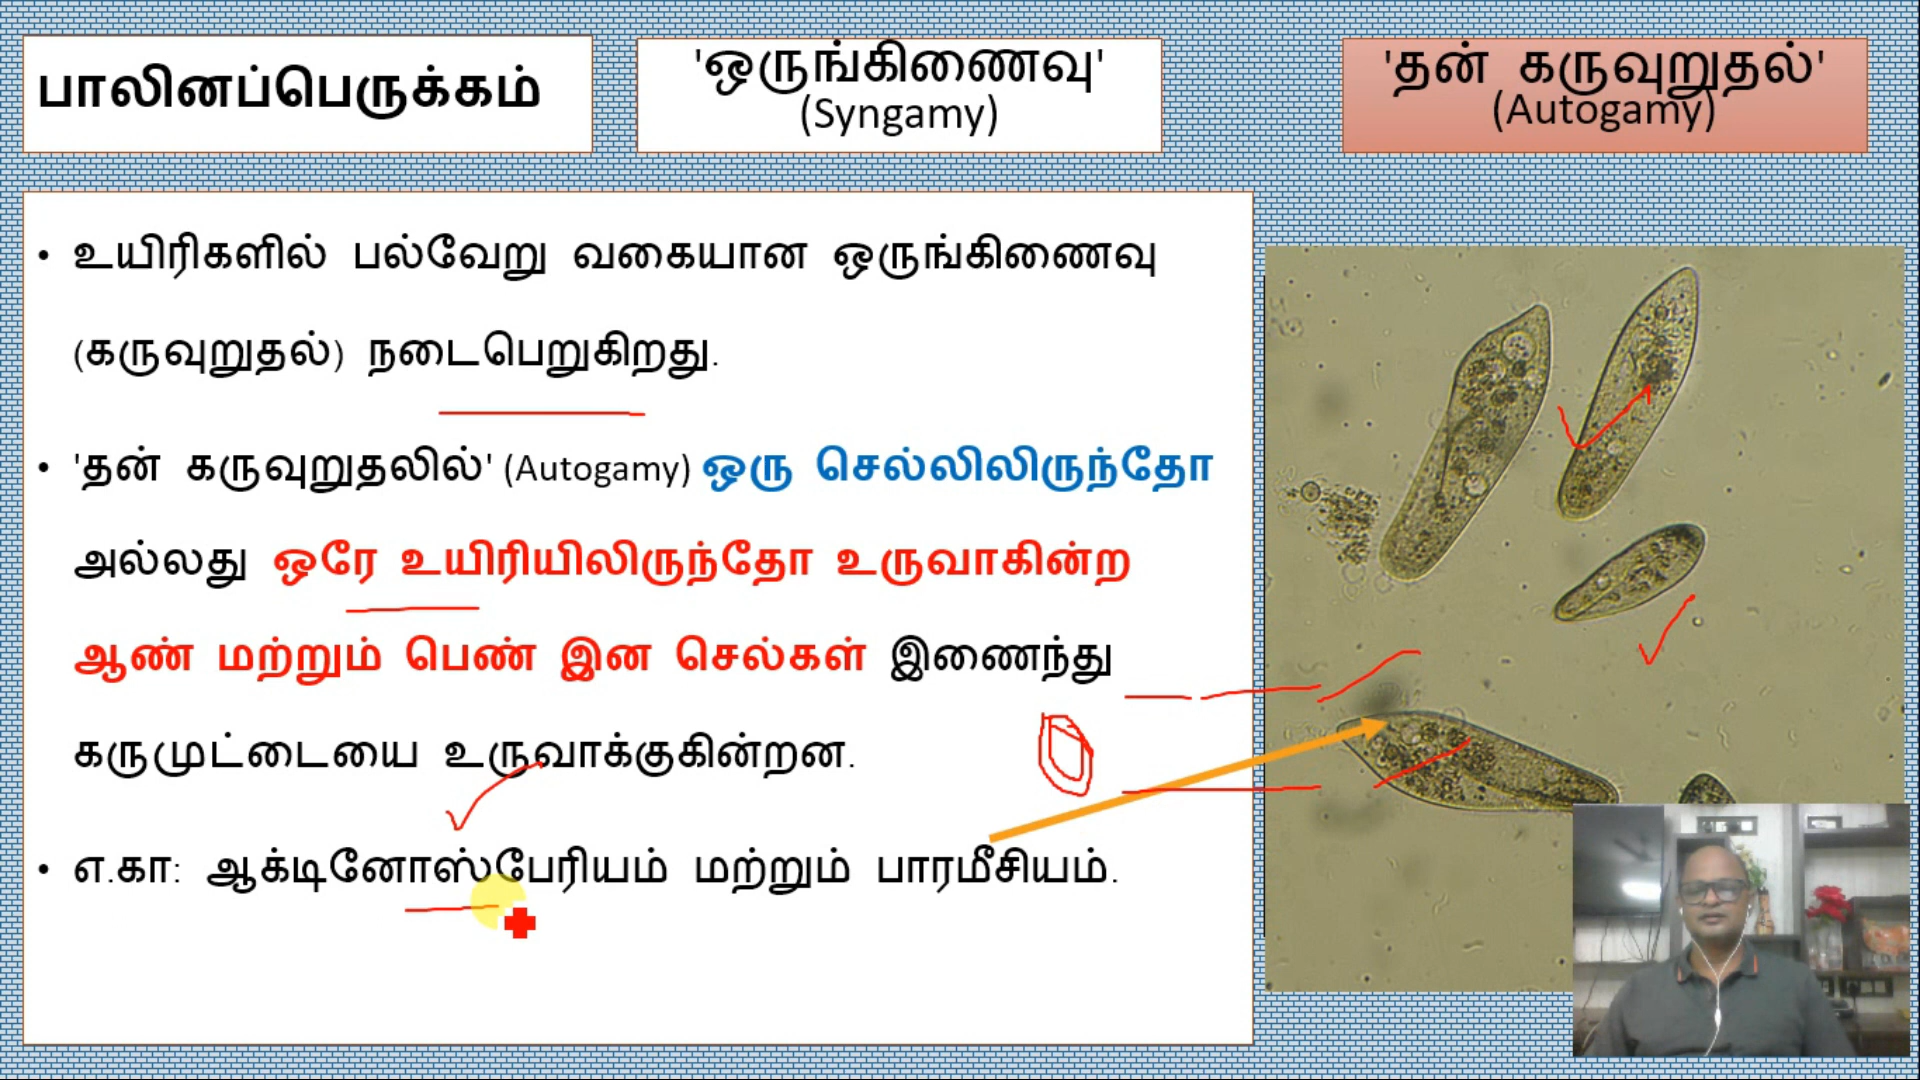 பாலினப்பெருக்கம்
'ஒருங்கிணைவு'
(Syngamy)
'தன் கருவுறுதல்'
(Autogamy)
• உயிரிகளில் பல்வேறு வகையான ஒருங்கிணைவு
(கருவுறுதல்) நடைபெறுகிறது.
• 'தன் கருவுறுதலில்' (Autogamy) ஒரு செல்லிலிருந்தோ
அல்லது ஒரே உயிரியிலிருந்தோ உருவாகின்ற
ஆண் மற்றும் பெண் இன செல்கள் இணைந்து
கருமுட்டையை உருவாக்குகின்றன.
• எ.கா: ஆக்டினோஸ்பேரியம் மற்றும் பாரமீசியம்.